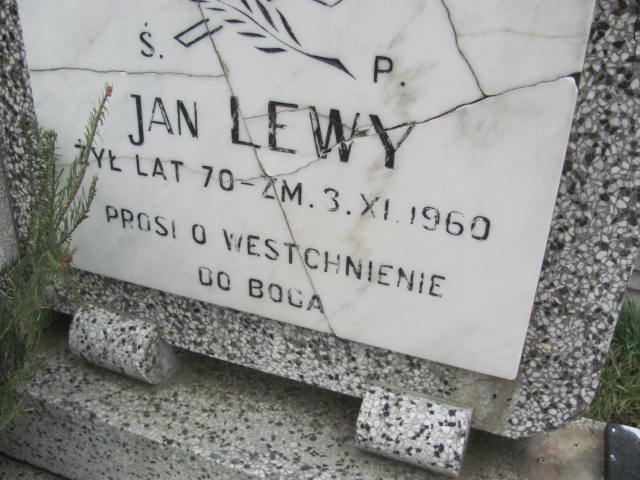 Ś. P.
JAN LEWY
ŻYŁ LAT 70 - ZM. 3. XI. 1960
PROSI O WESTCHNIENIE
DO BOGA